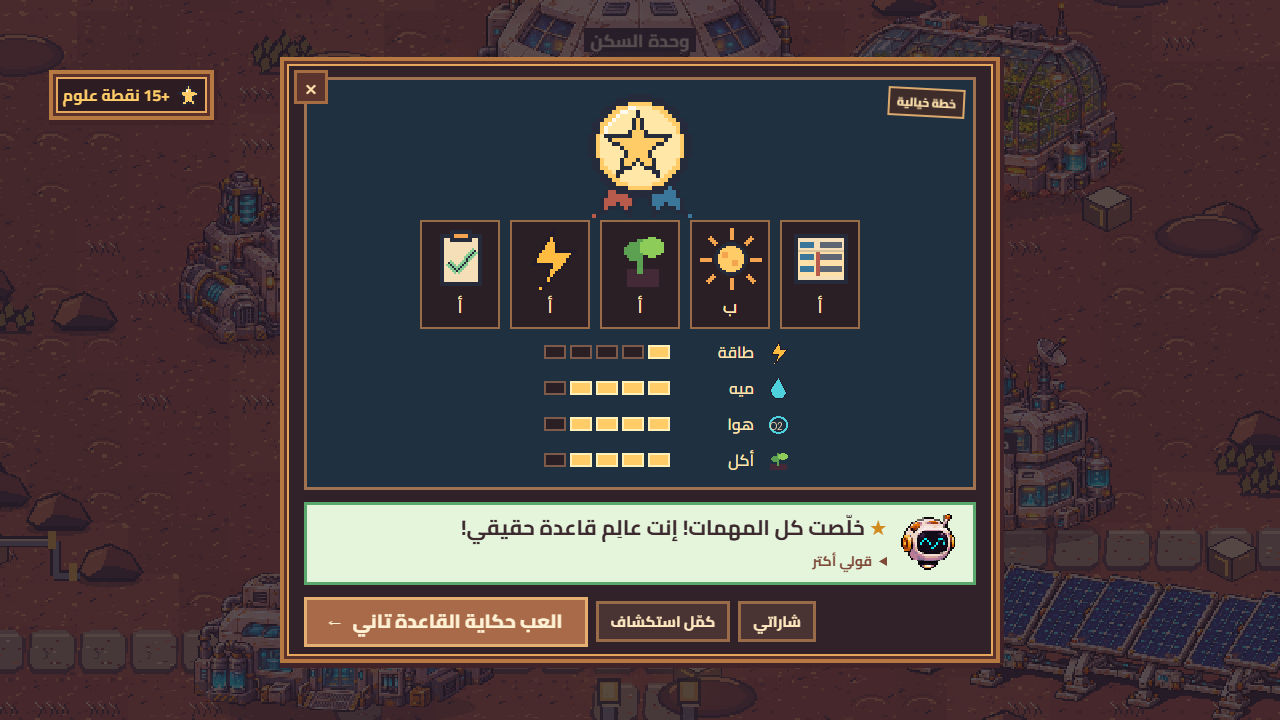 وحدة السكن
+15 نقطة علوم
×
خطة خيالية
أ
ب
أ
أ
أ
طاقة
ميه
O2 هوا
أكل
★ خلّصت كل المهمات! إنت عالِم قاعدة حقيقي!
◄ قولي أكتر
شاراتي
كمّل استكشاف
العب حكاية القاعدة تاني ←